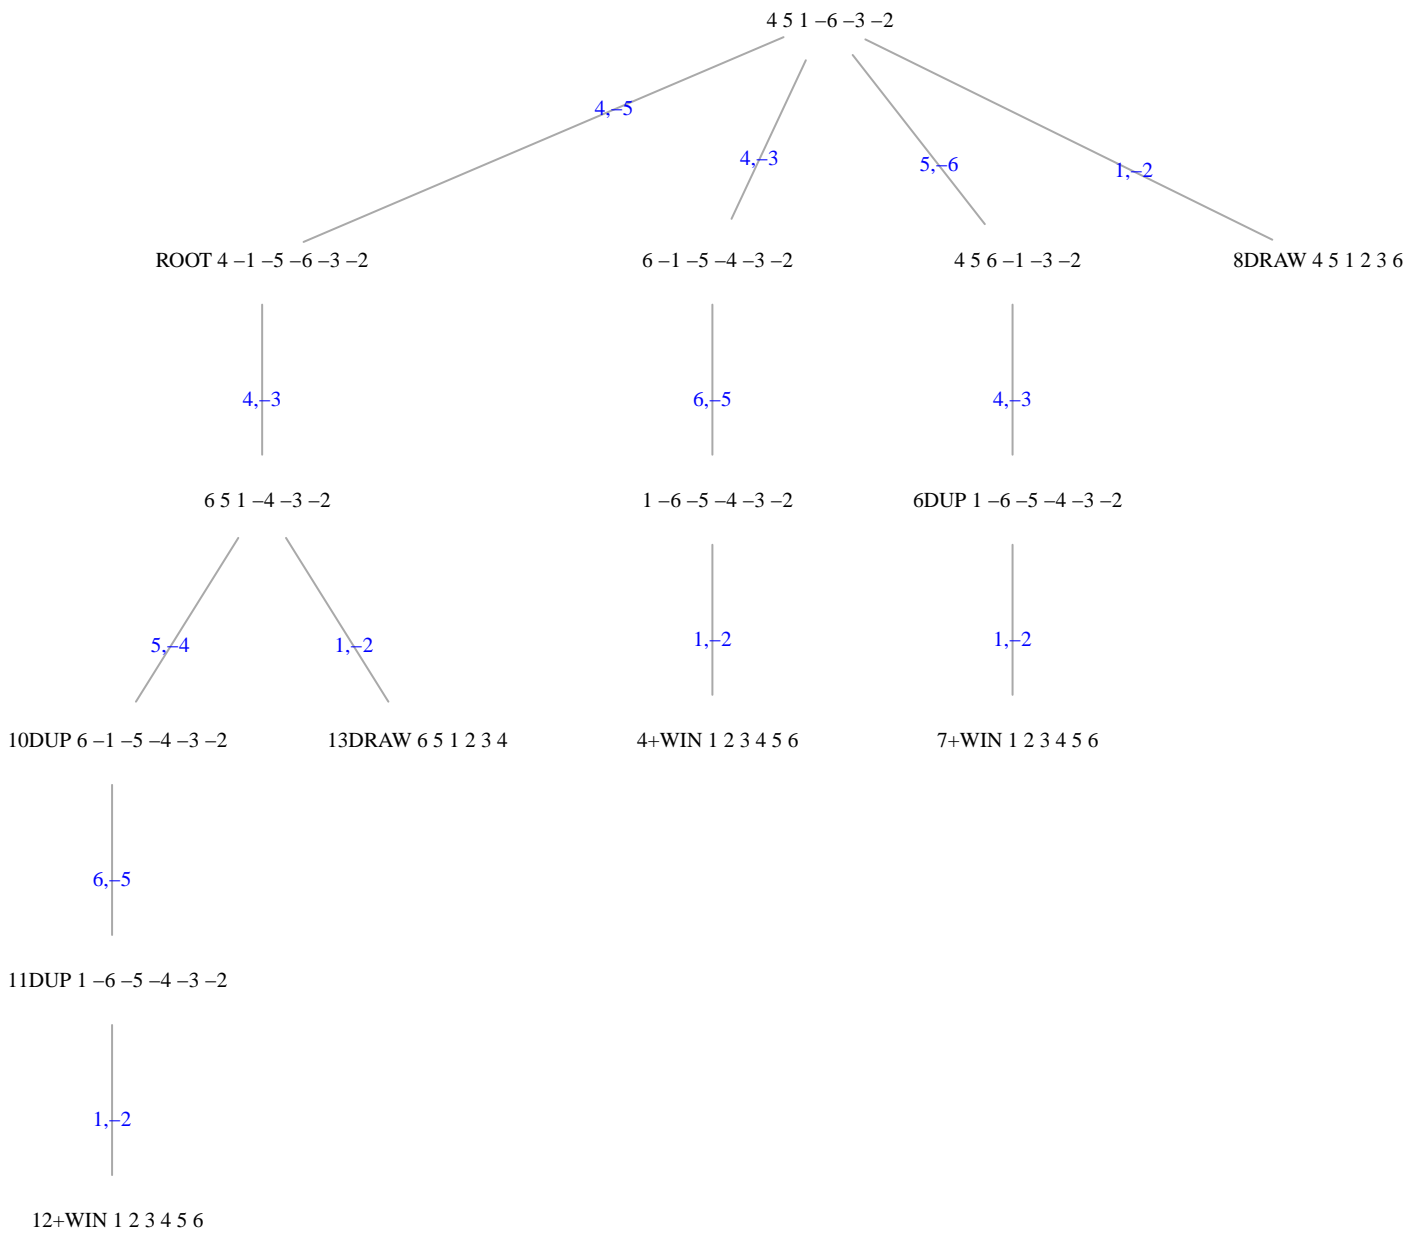 4 5 1 –6 –3 –2
4,–5
4,–3
5,–6
1,–2
ROOT 4 –1 –5 –6 –3 –2
6 –1 –5 –4 –3 –2
4 5 6 –1 –3 –2
8DRAW 4 5 1 2 3 6
4,–3
6,–5
4,–3
6 5 1 –4 –3 –2
1 –6 –5 –4 –3 –2
6DUP 1 –6 –5 –4 –3 –2
5,–4
1,–2
1,–2
1,–2
10DUP 6 –1 –5 –4 –3 –2
13DRAW 6 5 1 2 3 4
4+WIN 1 2 3 4 5 6
7+WIN 1 2 3 4 5 6
6,–5
11DUP 1 –6 –5 –4 –3 –2
1,–2
12+WIN 1 2 3 4 5 6